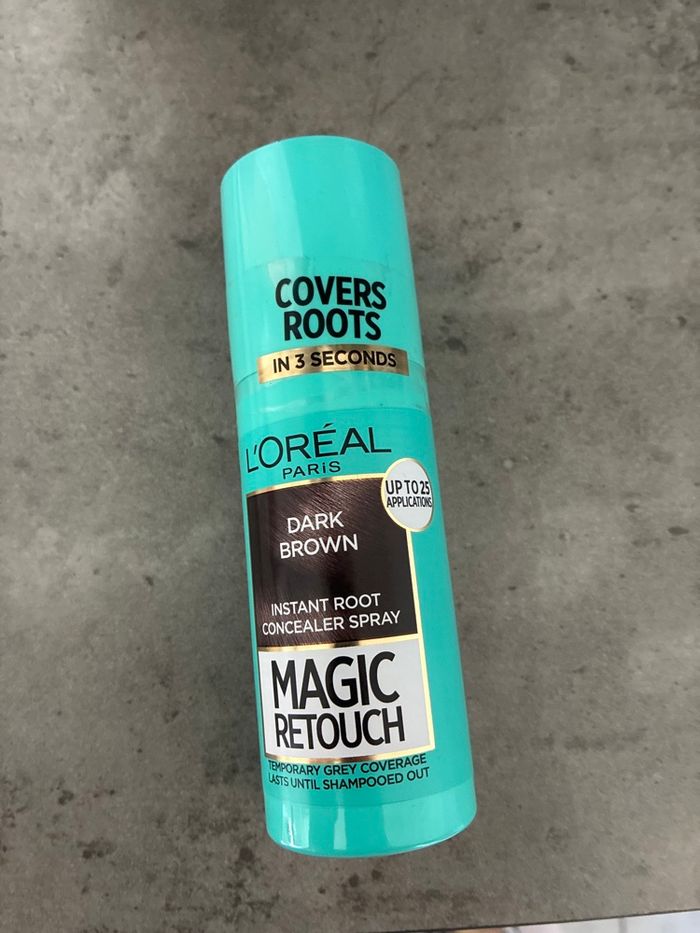 COVERS
ROOTS
IN 3 SECONDS
L'ORÉAL
PARiS
UP TO 25
APPLICATIONS
DARK
BROWN
INSTANT ROOT
CONCEALER SPRAY
MAGIC
RETOUCH
TEMPORARY GREY COVERAGE
LASTS UNTIL SHAMPOOED OUT